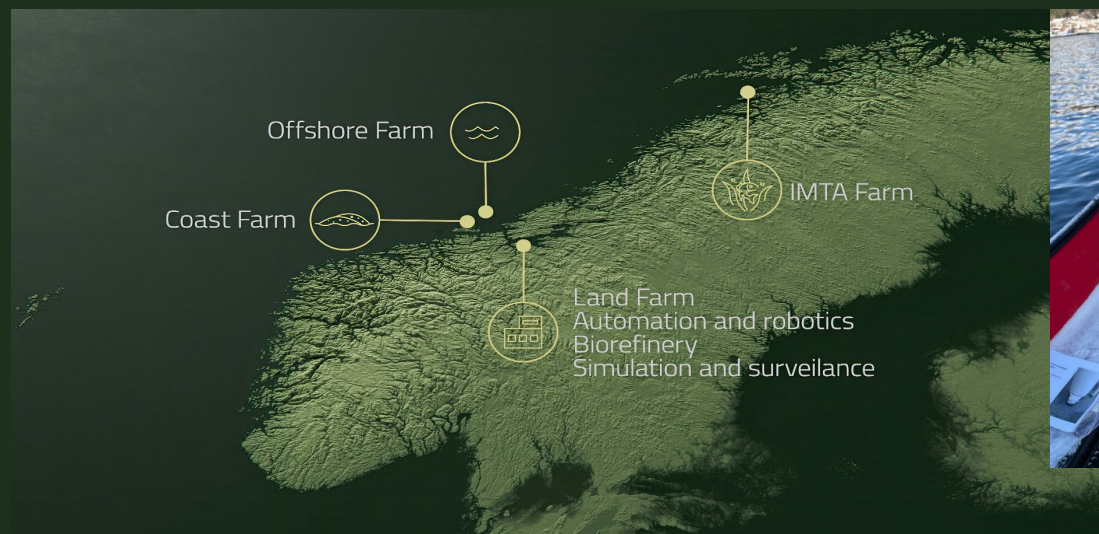 Offshore Farm
Coast Farm
IMTA Farm
Land Farm
Automation and robotics
Biorefinery
Simulation and surveilance